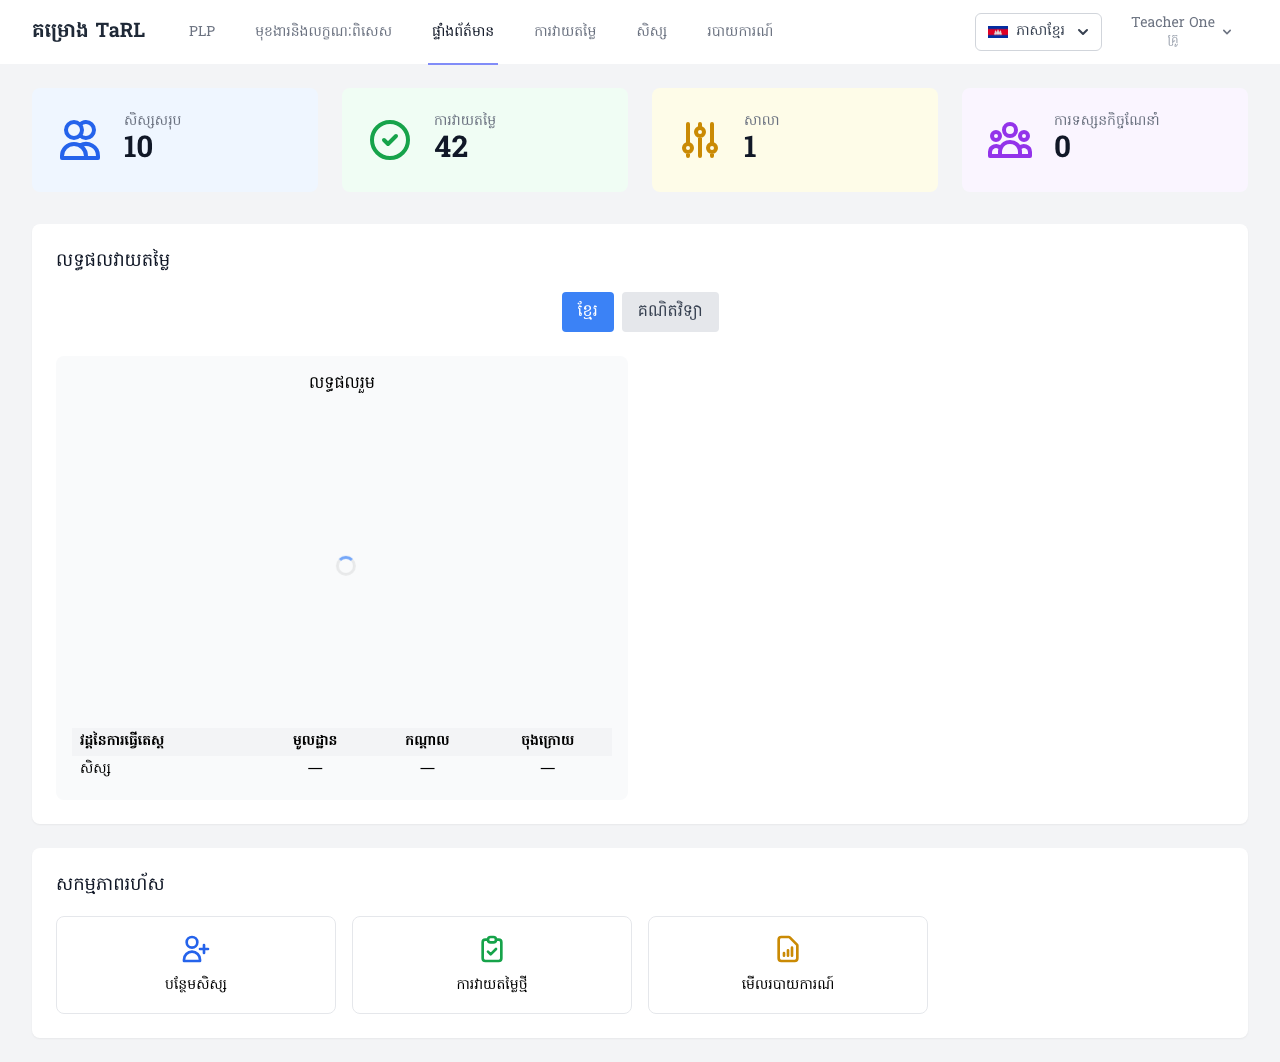 គម្រោង TaRL
PLP
មុខងារនិងលក្ខណៈពិសេស
ផ្ទាំងព័ត៌មាន
ការវាយតម្លៃ
សិស្ស
របាយការណ៍
ភាសាខ្មែរ
Teacher One
គ្រូ
សិស្សសរុប
10
ការវាយតម្លៃ
42
សាលា
1
ការទស្សនកិច្ចណែនាំ
0
លទ្ធផលវាយតម្លៃ
ខ្មែរ
គណិតវិទ្យា
លទ្ធផលរួម
វដ្តនៃការធ្វើតេស្ត មូលដ្ឋាន កណ្តាល ចុងក្រោយ
សិស្ស — — —
សកម្មភាពរហ័ស
បន្ថែមសិស្ស
ការវាយតម្លៃថ្មី
មើលរបាយការណ៍